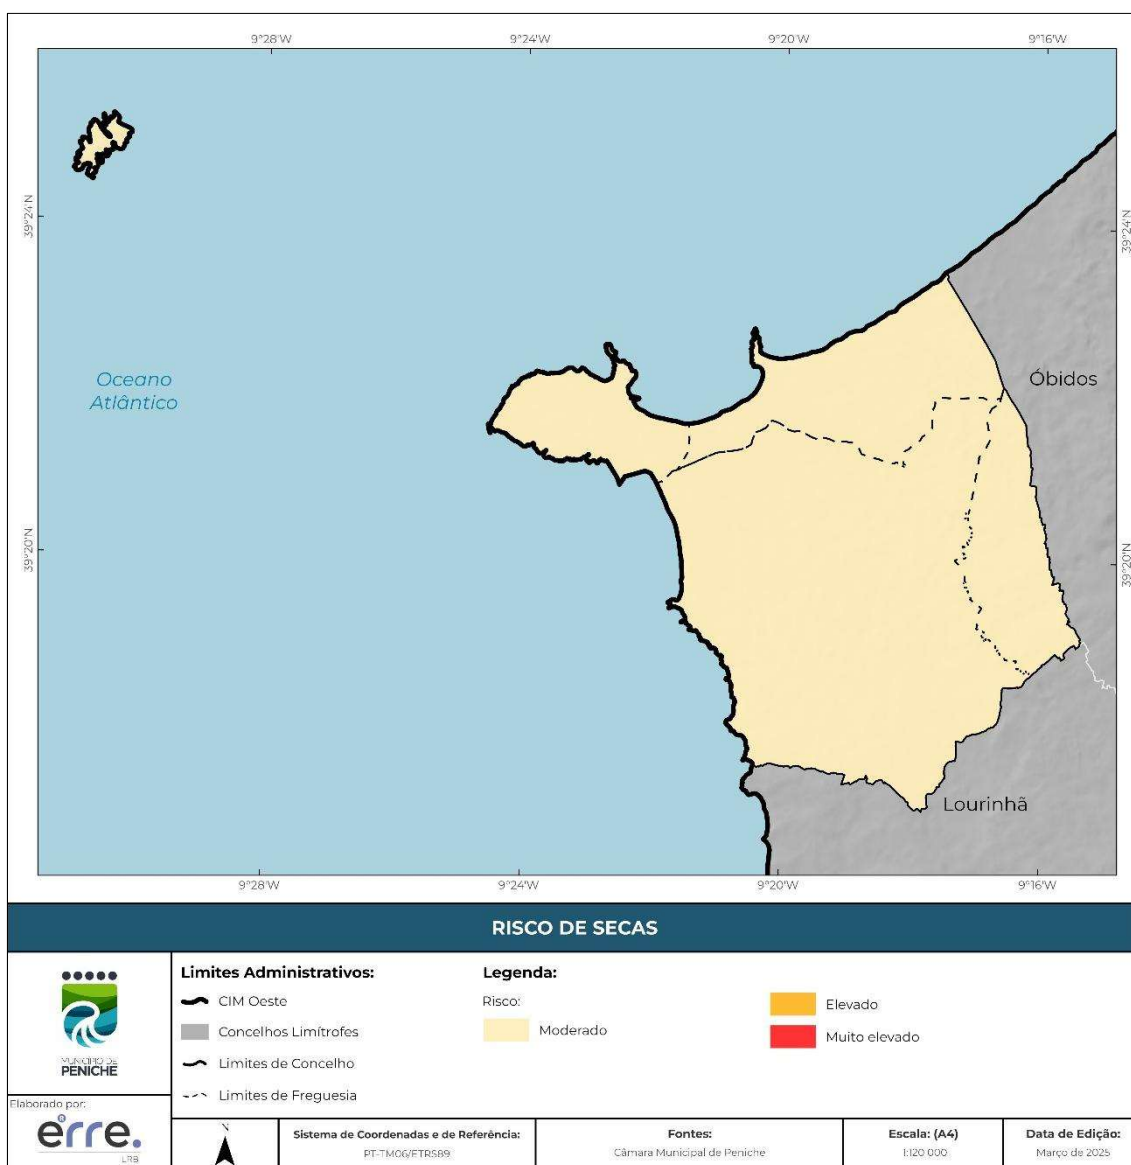 9°28'W 9°24'W 9°20'W 9°16'W
39°24'N 39°24'N
Oceano
Atlântico
Óbidos
39°20'N 39°20'N
Lourinhã
9°28'W 9°24'W 9°20'W 9°16'W
RISCO DE SECAS
Limites Administrativos:
CIM Oeste
Concelhos Limítrofes
Limites de Concelho
Limites de Freguesia
Legenda:
Risco:
Moderado
Elevado
Muito elevado
MUNICÍPIO DE
PENICHE
Elaborado por:
erre.
LRB
N
Sistema de Coordenadas e de Referência:
PT-TM06/ETRS89
Fontes:
Câmara Municipal de Peniche
Escala: (A4)
1:120 000
Data de Edição:
Março de 2025